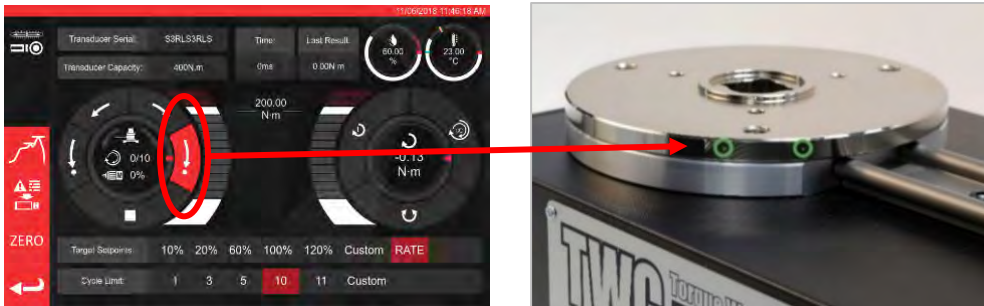 11/06/2018 11:46:18 AM
Transducer Serial: S3RLS3RLS Time: Last Result:
Transducer Capacity: 400N.m 0ms 0.00N m
60.00
%
23.00
°C
200.00
N·m
0/10
0%
-0.13
N·m
ZERO
Target Setpoints: 10% 20% 60% 100% 120% Custom RATE
Cycle Limit: 1 3 5 10 11 Custom
TWC
Torque W